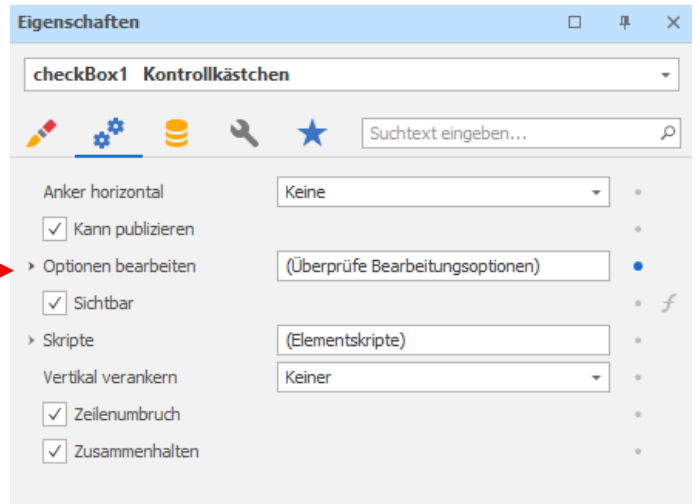 Eigenschaften
checkBox1 Kontrollkästchen
Suchtext eingeben...
Anker horizontal Keine
Kann publizieren
Optionen bearbeiten (Überprüfe Bearbeitungsoptionen)
Sichtbar f
Skripte (Elementskripte)
Vertikal verankern Keiner
Zeilenumbruch
Zusammenhalten